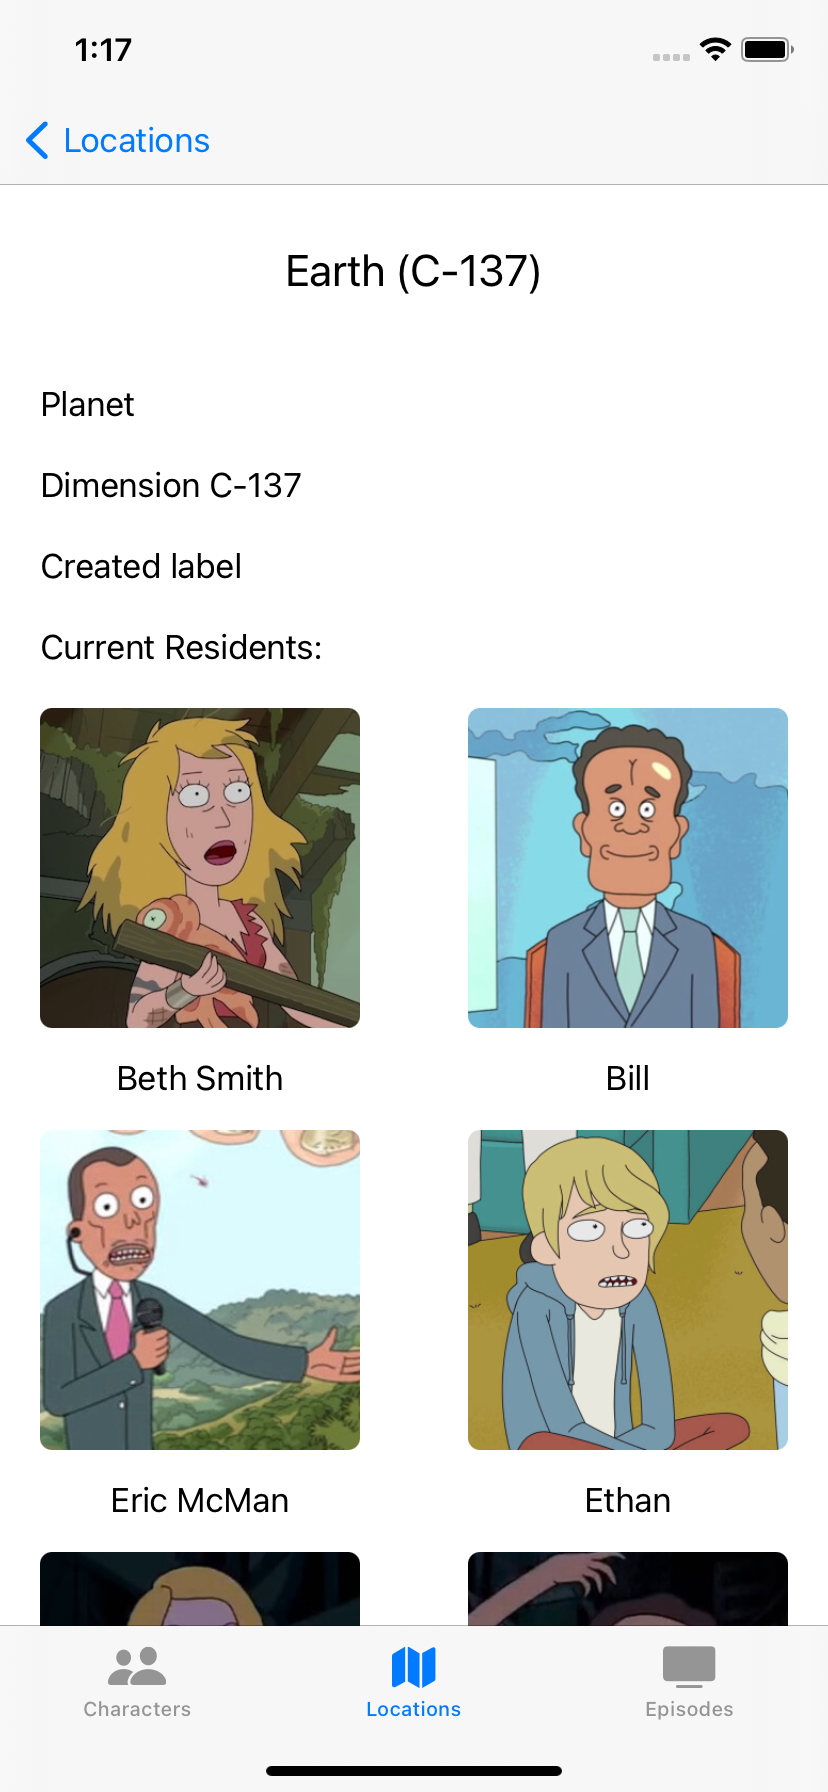 1:17
Locations
Earth (C-137)
Planet
Dimension C-137
Created label
Current Residents:
Beth Smith
Bill
Eric McMan
Ethan
Characters
Locations
Episodes